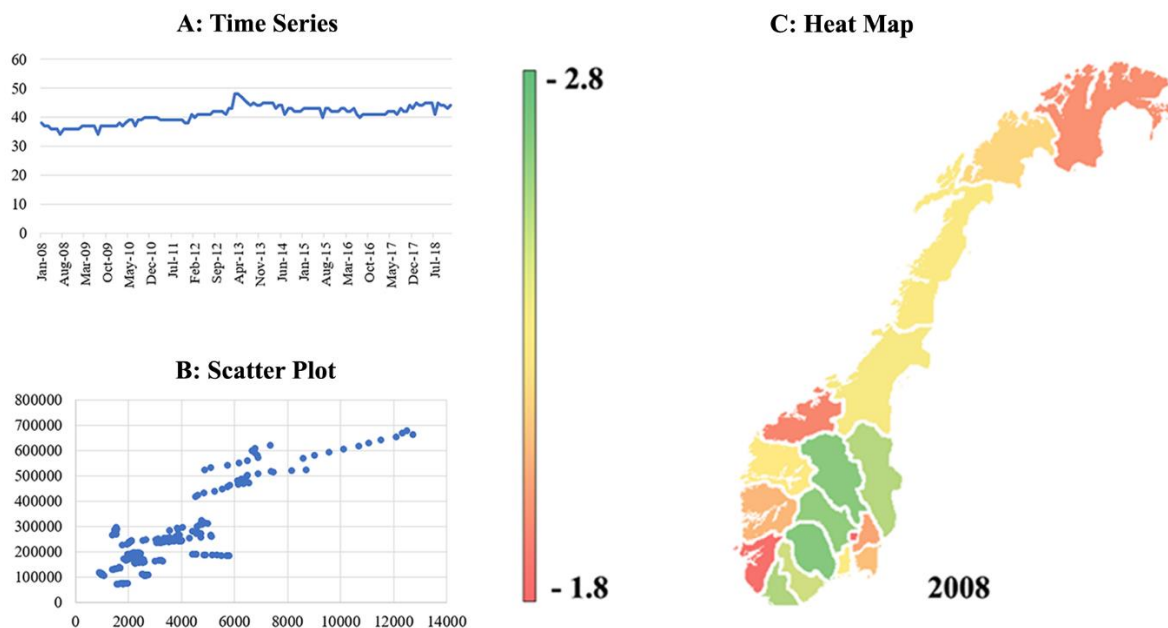 A: Time Series
60
50
40
30
20
10
0
Jan-08
Aug-08
Mar-09
Oct-09
May-10
Dec-10
Jul-11
Feb-12
Sep-12
Apr-13
Nov-13
Jun-14
Jan-15
Aug-15
Mar-16
Oct-16
May-17
Dec-17
Jul-18
B: Scatter Plot
800000
700000
600000
500000
400000
300000
200000
100000
0
0 2000 4000 6000 8000 10000 12000 14000
- 2.8
- 1.8
C: Heat Map
2008